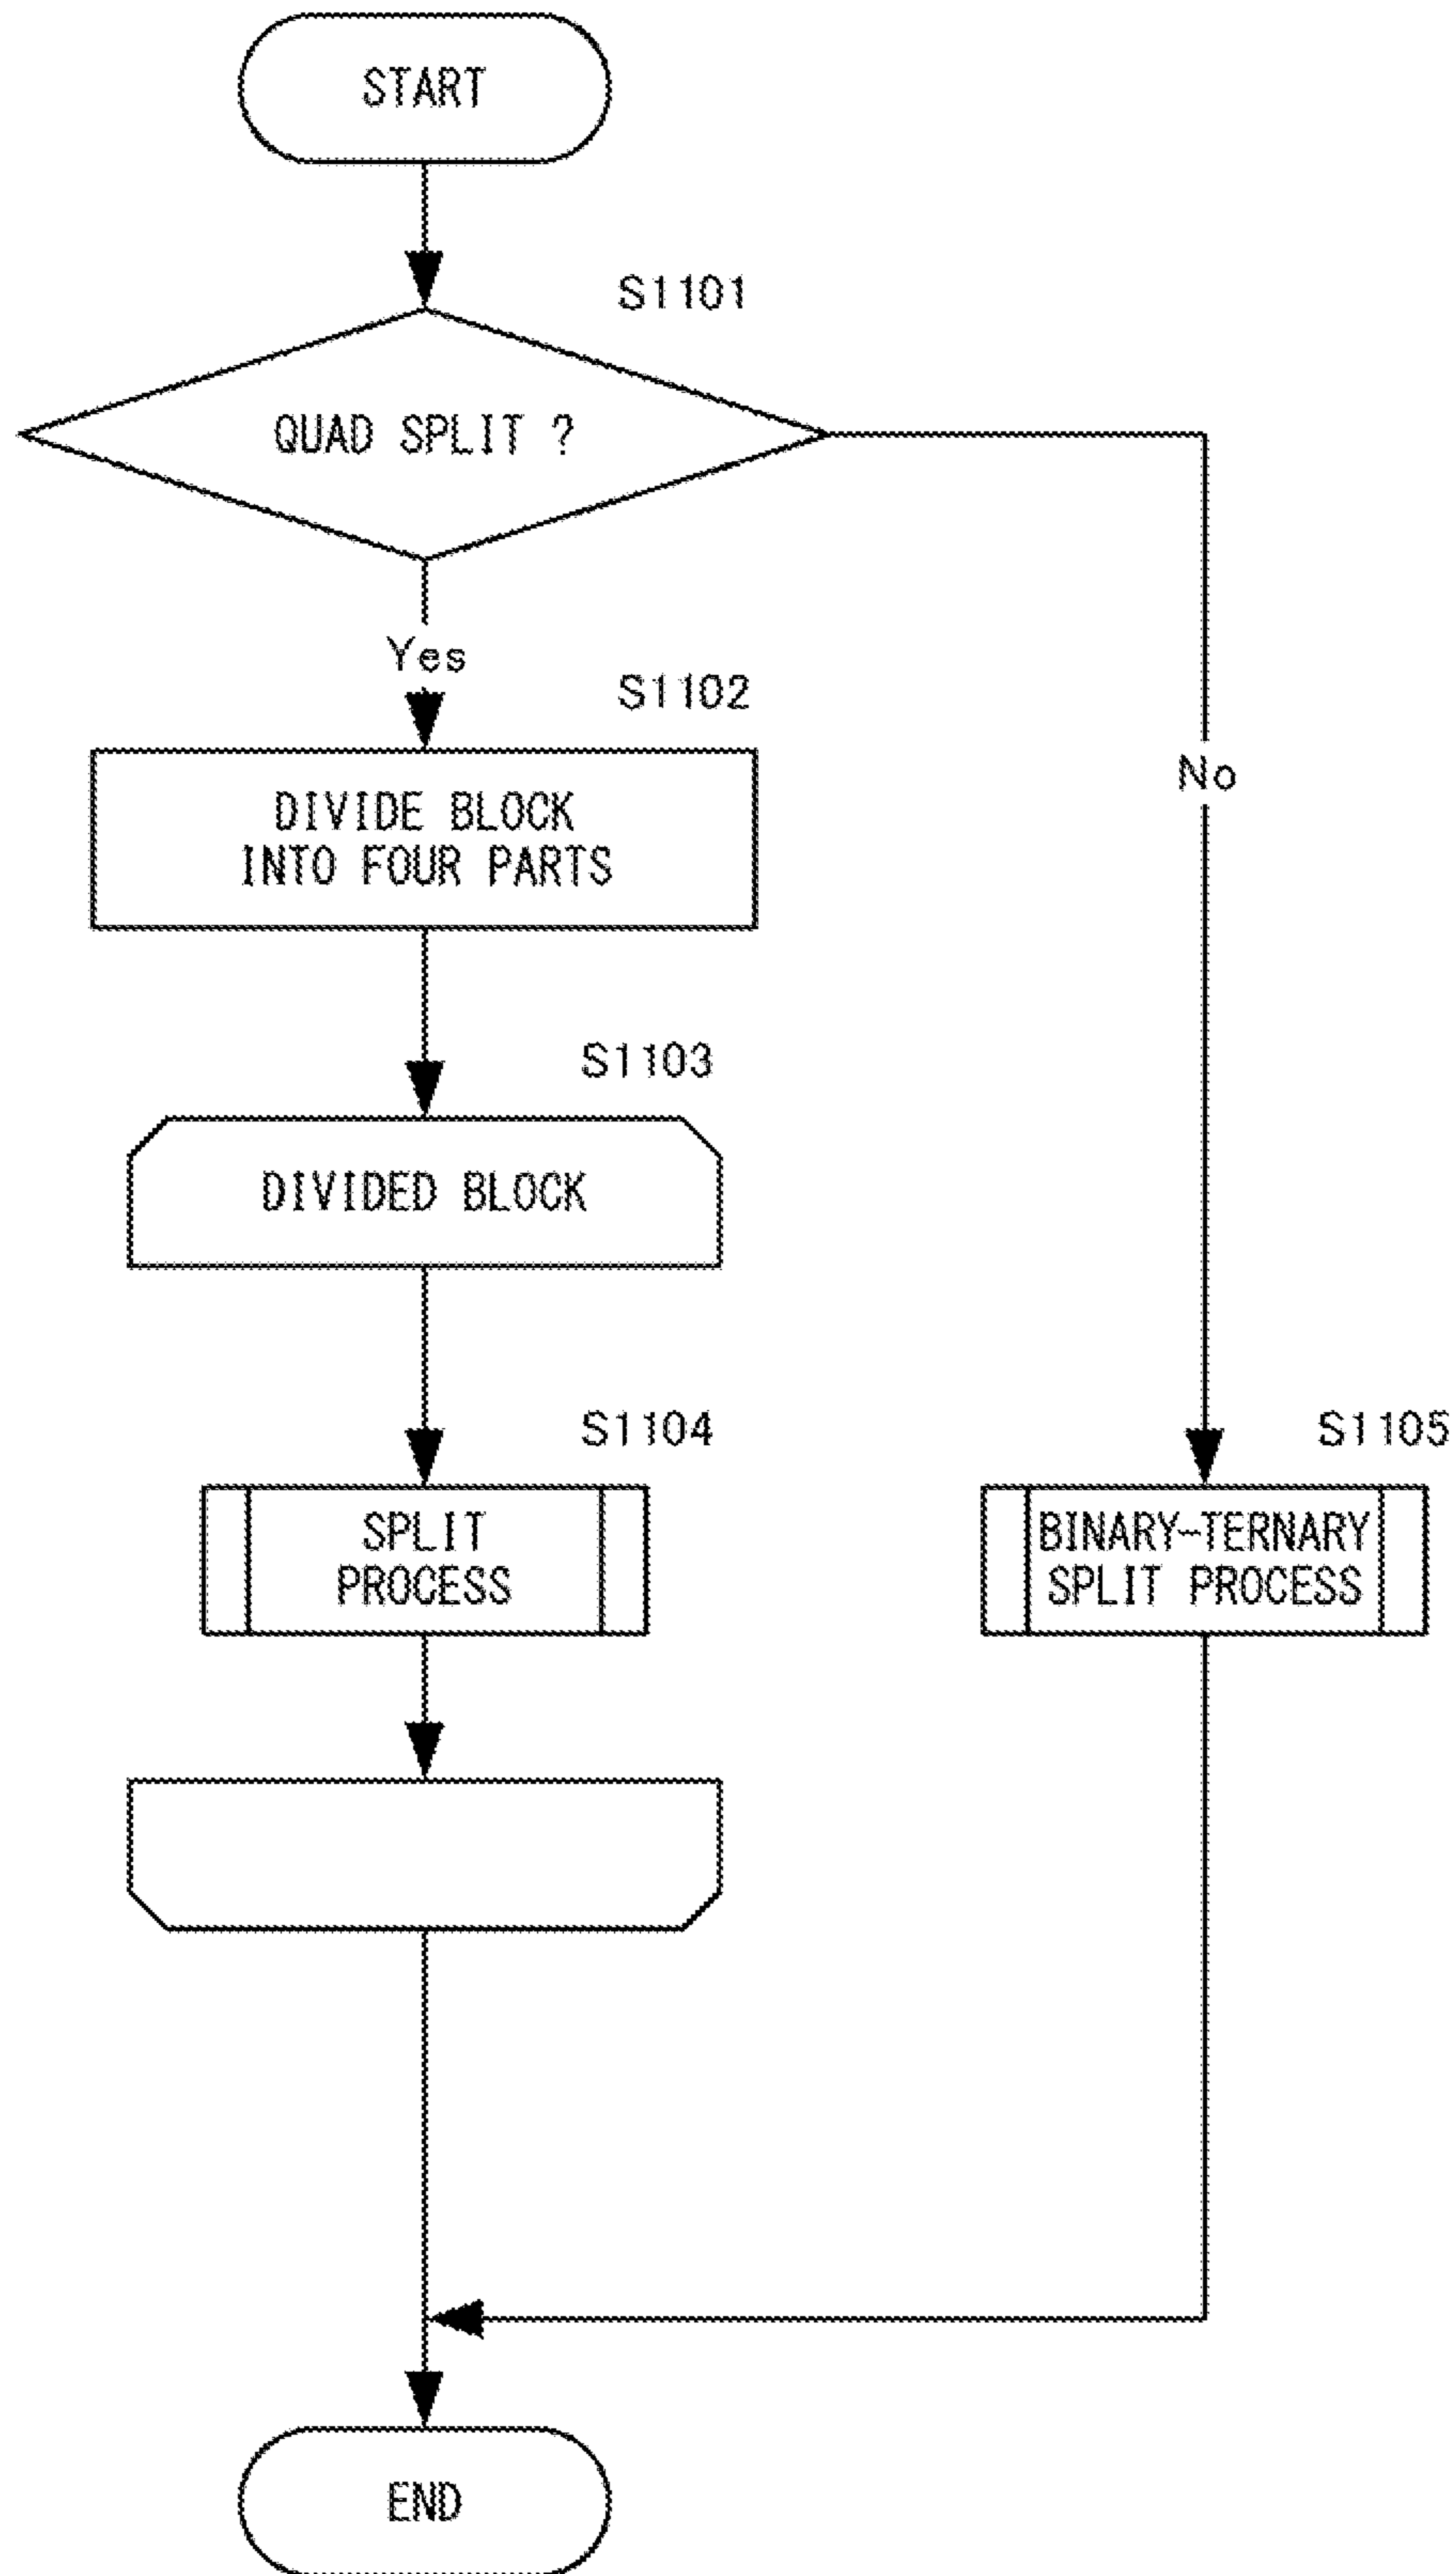 START
S1101
QUAD SPLIT ?
Yes
S1102
No
DIVIDE BLOCK
INTO FOUR PARTS
S1103
DIVIDED BLOCK
S1104
S1105
SPLIT
PROCESS
BINARY-TERNARY
SPLIT PROCESS
END